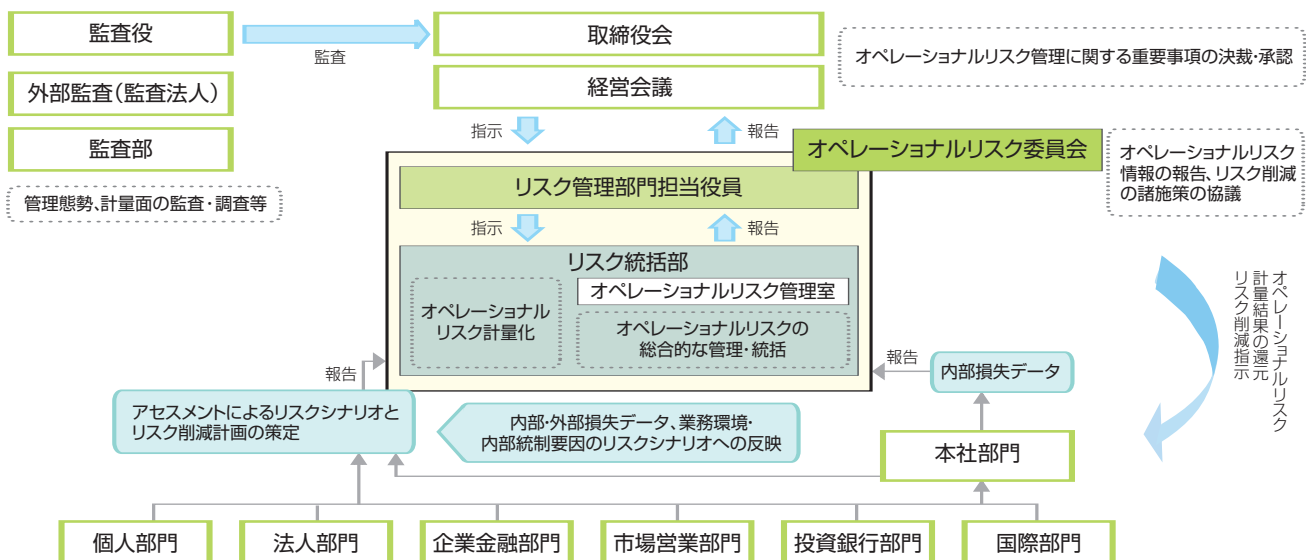 監査役
監査
取締役会
オペレーショナルリスク管理に関する重要事項の決裁・承認
外部監査(監査法人)
経営会議
監査部
指示
報告
オペレーショナルリスク委員会
オペレーショナルリスク
情報の報告、リスク削減
の諸施策の協議
管理態勢、計量面の監査・調査等
リスク管理部門担当役員
指示
報告
リスク統括部
オペレーショナル
リスク計量化
オペレーショナルリスク管理室
オペレーショナルリスクの
総合的な管理・統括
オペレーショナルリスク
計量結果の還元
リスク削減指示
報告
報告
内部損失データ
アセスメントによるリスクシナリオと
リスク削減計画の策定
内部・外部損失データ、業務環境・
内部統制要因のリスクシナリオへの反映
本社部門
個人部門
法人部門
企業金融部門
市場営業部門
投資銀行部門
国際部門